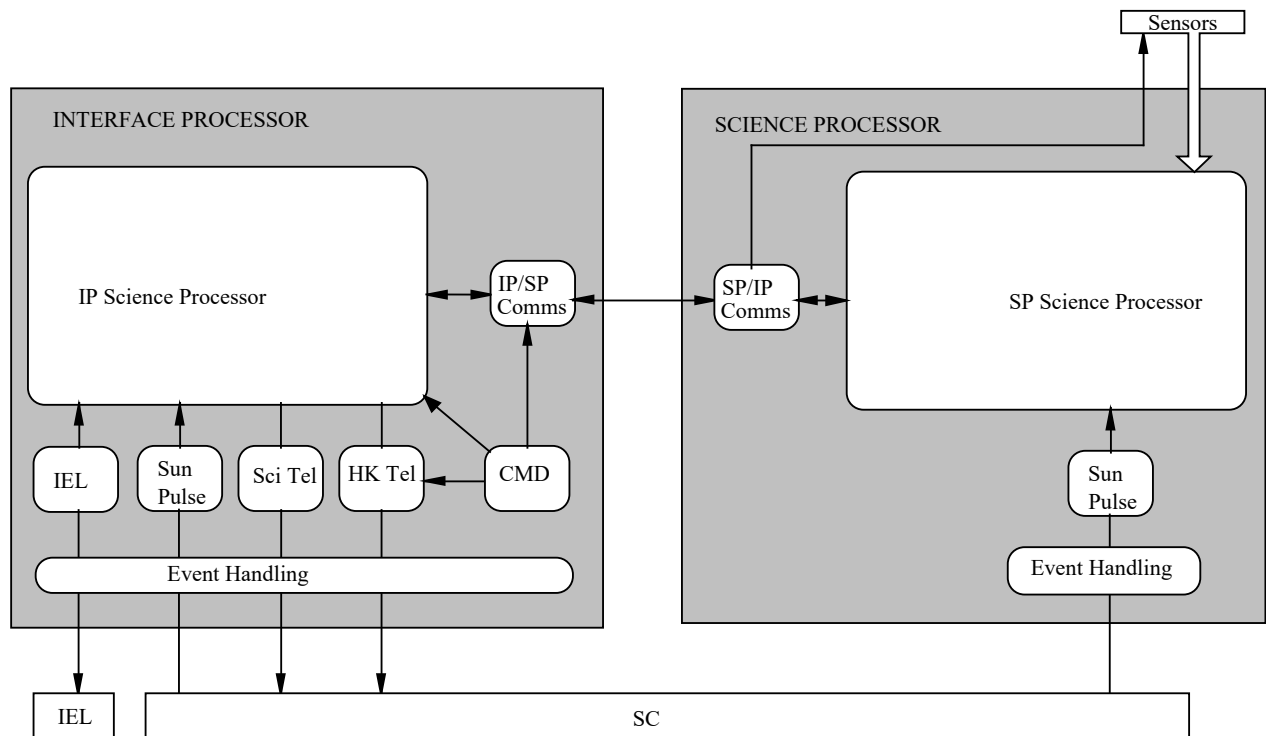 Sensors
INTERFACE PROCESSOR
SCIENCE PROCESSOR
IP Science Processor
IP/SP
Comms
SP/IP
Comms
SP Science Processor
IEL
Sun
Pulse
Sci Tel
HK Tel
CMD
Sun
Pulse
Event Handling
Event Handling
IEL
SC